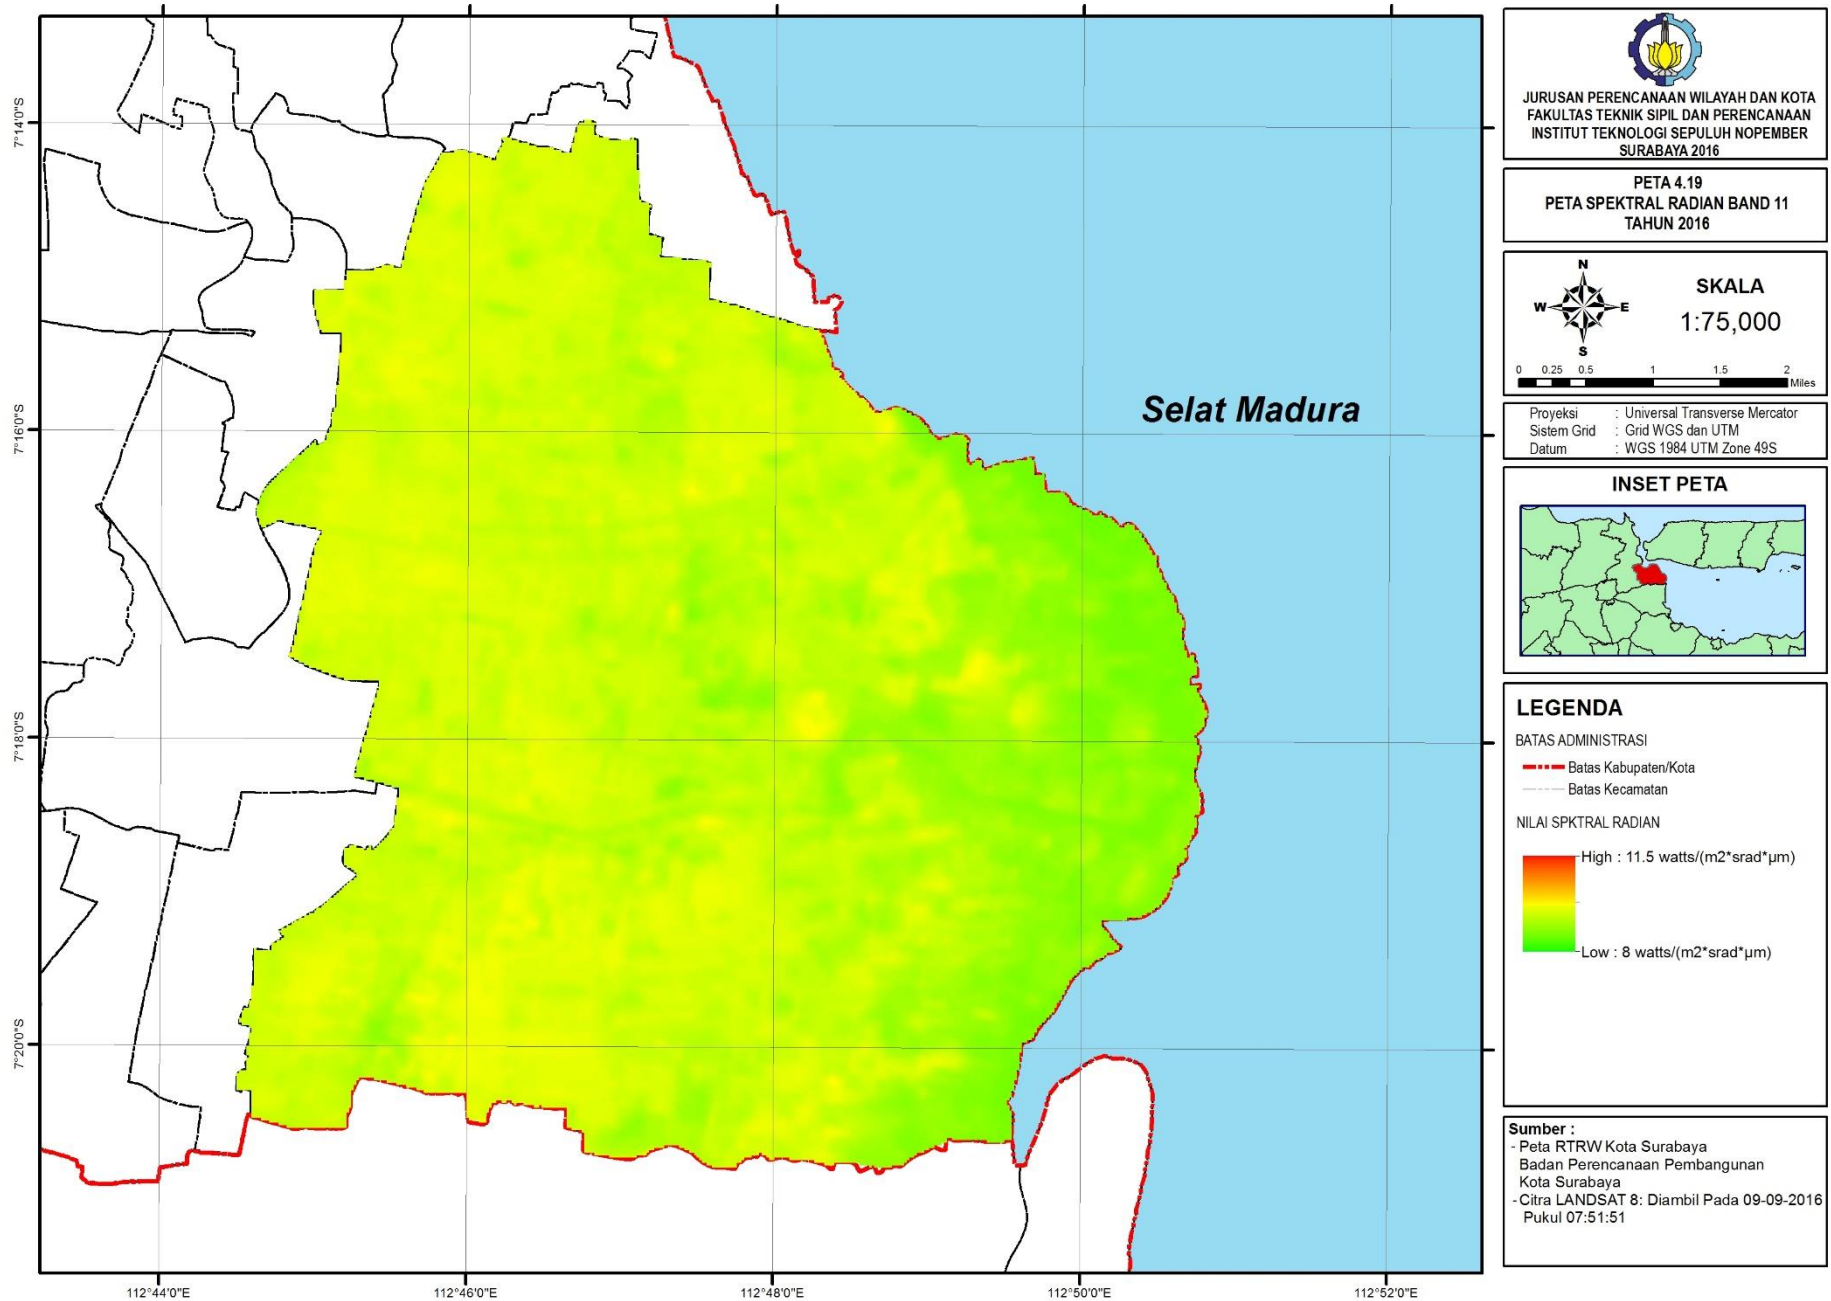 7°14'0"S
7°16'0"S
7°18'0"S
7°20'0"S
112°44'0"E
112°46'0"E
112°48'0"E
112°50'0"E
112°52'0"E
Selat Madura
JURUSAN PERENCANAAN WILAYAH DAN KOTA
FAKULTAS TEKNIK SIPIL DAN PERENCANAAN
INSTITUT TEKNOLOGI SEPULUH NOPEMBER
SURABAYA 2016
PETA 4.19
PETA SPEKTRAL RADIAN BAND 11
TAHUN 2016
N
W E
S
SKALA
1:75,000
0 0.25 0.5 1 1.5 2
Miles
Proyeksi : Universal Transverse Mercator
Sistem Grid : Grid WGS dan UTM
Datum : WGS 1984 UTM Zone 49S
INSET PETA
LEGENDA
BATAS ADMINISTRASI
Batas Kabupaten/Kota
Batas Kecamatan
NILAI SPKTRAL RADIAN
High : 11.5 watts/(m2*srad*µm)
Low : 8 watts/(m2*srad*µm)
Sumber :
- Peta RTRW Kota Surabaya
Badan Perencanaan Pembangunan
Kota Surabaya
- Citra LANDSAT 8: Diambil Pada 09-09-2016
Pukul 07:51:51